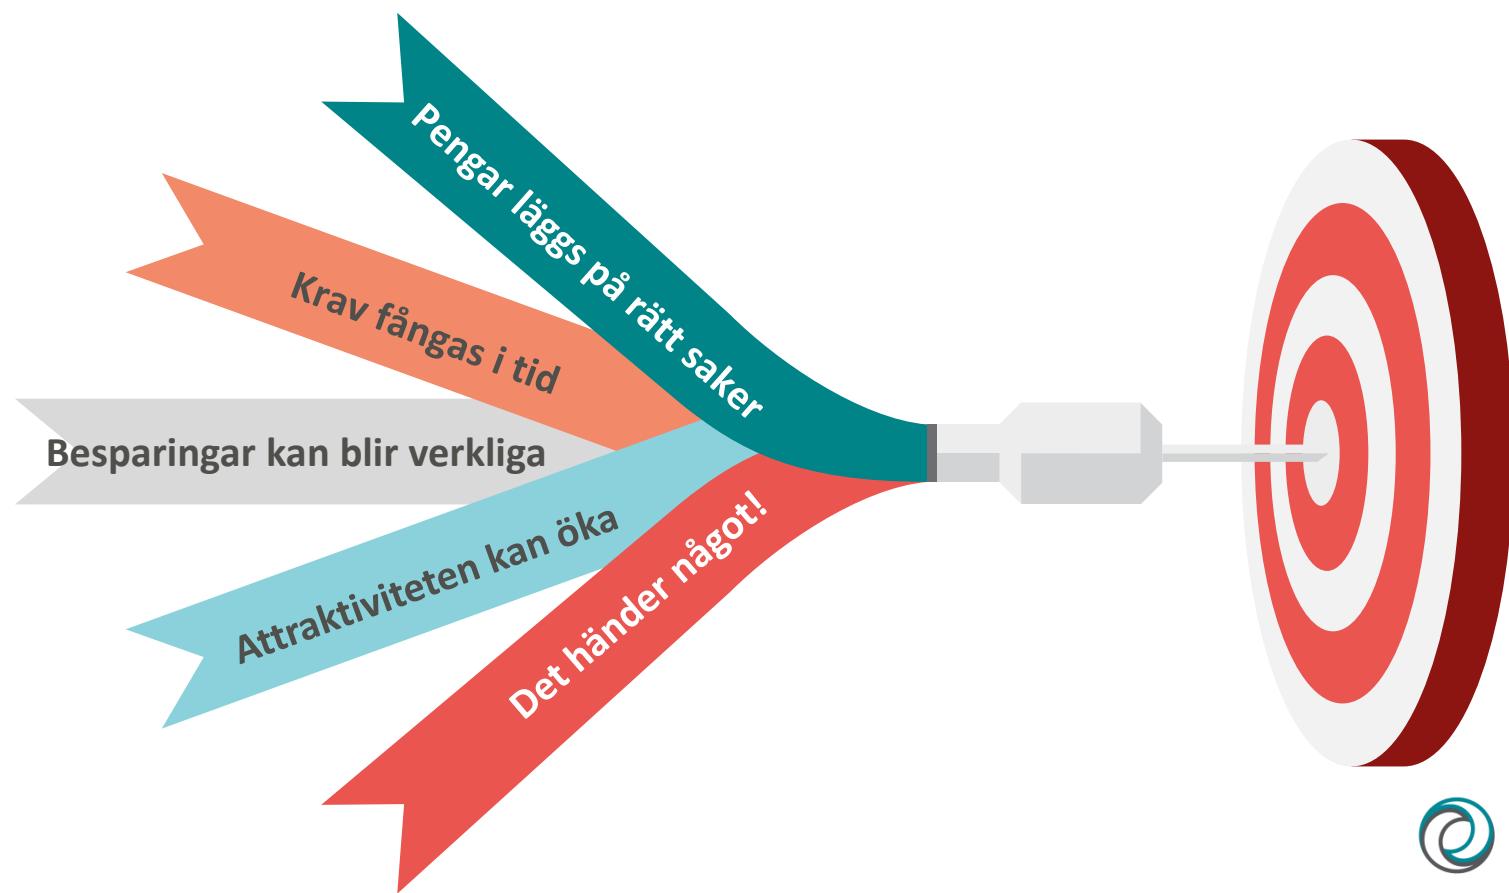 Pengar läggs på rätt saker
Krav fångas i tid
Besparingar kan blir verkliga
Attraktiviteten kan öka
Det händer något!